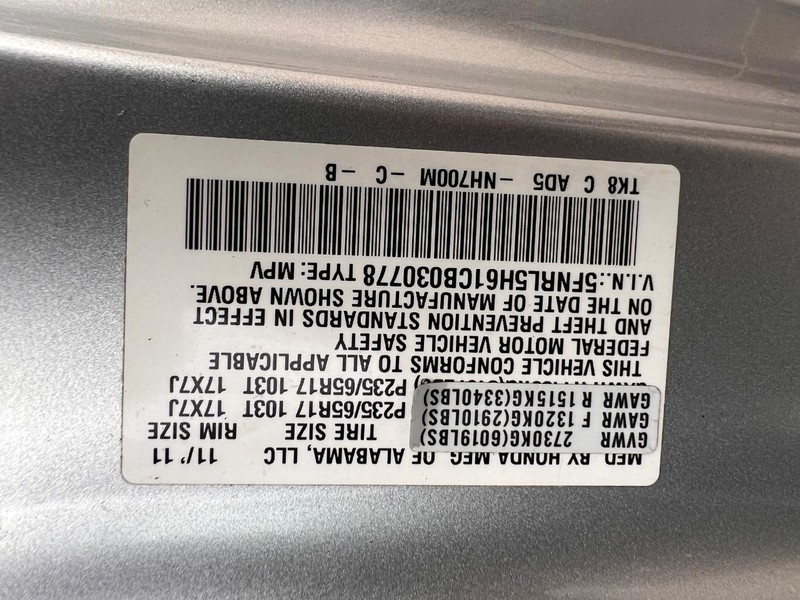 MFD. BY HONDA MFG. OF ALABAMA, LLC 11/'11
GVWR 2730KG(6019LBS) TIRE SIZE RIM SIZE
GAWR F 1320KG(2910LBS) P235/65R17 103T 17X7J
GAWR R 1515KG(3340LBS) P235/65R17 103T 17X7J
THIS VEHICLE CONFORMS TO ALL APPLICABLE
FEDERAL MOTOR VEHICLE SAFETY
AND THEFT PREVENTION STANDARDS IN EFFECT
ON THE DATE OF MANUFACTURE SHOWN ABOVE.
V.I.N.:5FNRL5H61CB030778 TYPE: MPV
TK8 C AD5 -NH700M -C -B